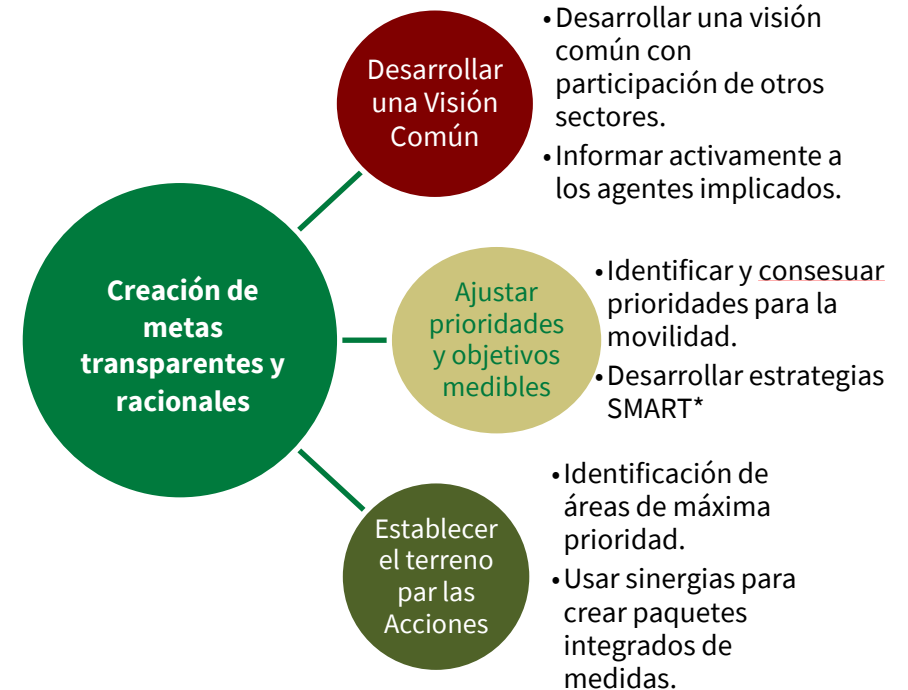 Creación de
metas
transparentes y
racionales
Desarrollar
una Visión
Común
•Desarrollar una visión
común con
participación de otros
sectores.
•Informar activamente a
los agentes implicados.
Ajustar
prioridades
y objetivos
medibles
•Identificar y consesuar
prioridades para la
movilidad.
•Desarrollar estrategias
SMART*
Establecer
el terreno
par las
Acciones
•Identificación de
áreas de máxima
prioridad.
•Usar sinergias para
crear paquetes
integrados de
medidas.